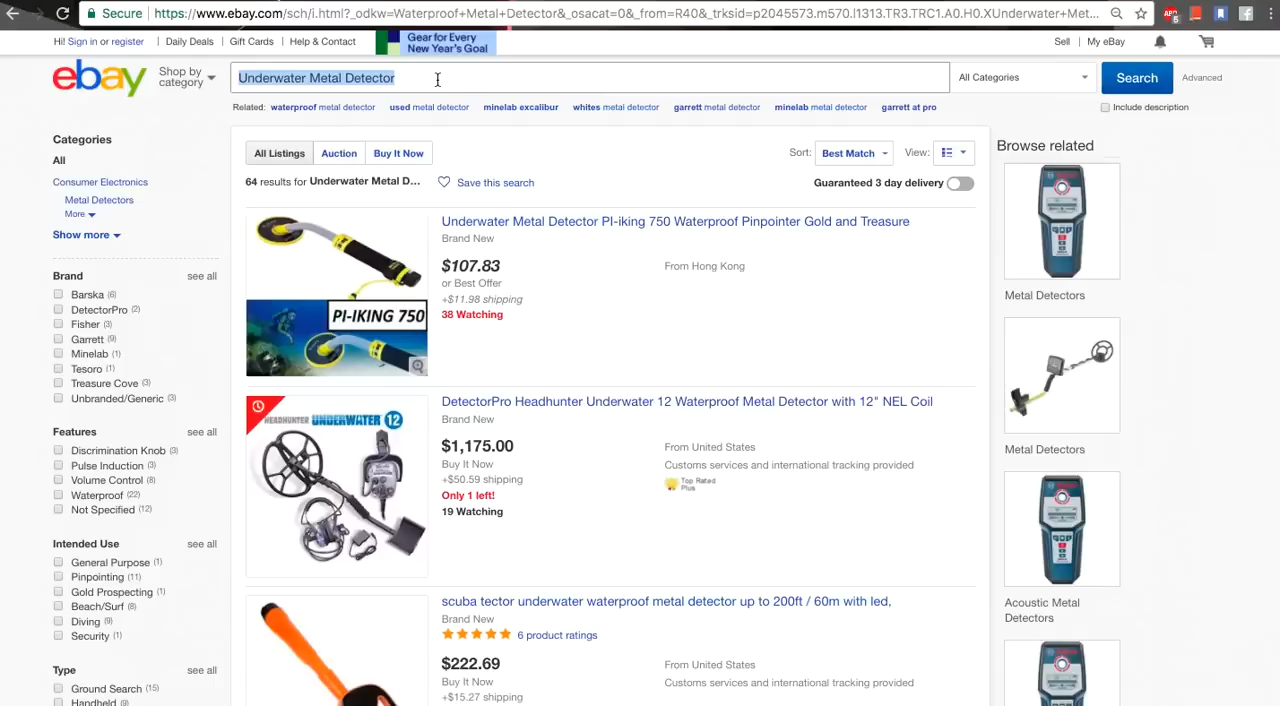 Secure
https://www.ebay.com/sch/i.html?_odkw=Waterproof+Metal+Detector&_osacat=0&_from=R40&_trksid=p2045573.m570.l1313.TR3.TRC1.A0.H0.XUnderwater+Met...
Hi! Sign in or register
Daily Deals
Gift Cards
Help & Contact
Gear for Every
New Year's Goal
Sell
My eBay
ebay
Shop by
category
Underwater Metal Detector
All Categories
Search
Advanced
Related: waterproof metal detector used metal detector minelab excalibur whites metal detector garrett metal detector minelab metal detector garrett at pro
Include description
Categories
All
Consumer Electronics
Metal Detectors
More
Show more
Brand see all
Barska (6)
DetectorPro (2)
Fisher (3)
Garrett (9)
Minelab (1)
Tesoro (1)
Treasure Cove (3)
Unbranded/Generic (3)
Features see all
Discrimination Knob (3)
Pulse Induction (3)
Volume Control (8)
Waterproof (22)
Not Specified (12)
Intended Use see all
General Purpose (1)
Pinpointing (11)
Gold Prospecting (1)
Beach/Surf (8)
Diving (9)
Security (1)
Type see all
Ground Search (15)
Handheld (9)
All Listings Auction Buy It Now
Sort: Best Match
View:
64 results for Underwater Metal D...
Save this search
Guaranteed 3 day delivery
Underwater Metal Detector PI-iking 750 Waterproof Pinpointer Gold and Treasure
Brand New
$107.83
or Best Offer
+$11.98 shipping
38 Watching
From Hong Kong
PI-IKING 750
DetectorPro Headhunter Underwater 12 Waterproof Metal Detector with 12" NEL Coil
Brand New
$1,175.00
Buy It Now
+$50.59 shipping
Only 1 left!
19 Watching
From United States
Customs services and international tracking provided
Top Rated
Plus
HEADHUNTER UNDERWATER 12
scuba tector underwater waterproof metal detector up to 200ft / 60m with led,
Brand New
6 product ratings
$222.69
Buy It Now
+$15.27 shipping
From United States
Customs services and international tracking provided
Browse related
Metal Detectors
Metal Detectors
Acoustic Metal
Detectors